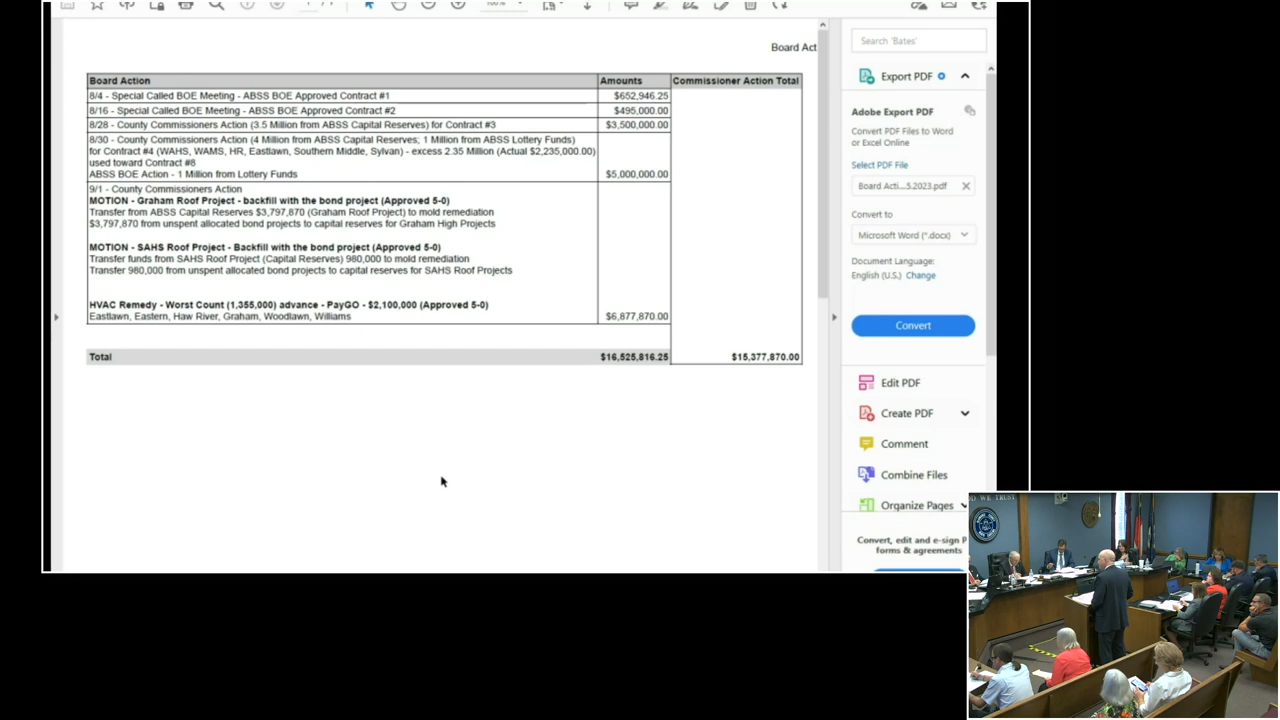 Board Act
Board Action Amounts Commissioner Action Total
8/4 - Special Called BOE Meeting - ABSS BOE Approved Contract #1 $652,946.25
8/16 - Special Called BOE Meeting - ABSS BOE Approved Contract #2 $495,000.00
8/28 - County Commissioners Action (3.5 Million from ABSS Capital Reserves) for Contract #3 $3,500,000.00
8/30 - County Commissioners Action (4 Million from ABSS Capital Reserves; 1 Million from ABSS Lottery Funds)
for Contract #4 (WAHS, WAMS, HR, Eastlawn, Southern Middle, Sylvan) - excess 2.35 Million (Actual $2,235,000.00)
used toward Contract #8
ABSS BOE Action - 1 Million from Lottery Funds $5,000,000.00
9/1 - County Commissioners Action
MOTION - Graham Roof Project - backfill with the bond project (Approved 5-0)
Transfer from ABSS Capital Reserves $3,797,870 (Graham Roof Project) to mold remediation
$3,797,870 from unspent allocated bond projects to capital reserves for Graham High Projects
MOTION - SAHS Roof Project - Backfill with the bond project (Approved 5-0)
Transfer funds from SAHS Roof Project (Capital Reserves) 980,000 to mold remediation
Transfer 980,000 from unspent allocated bond projects to capital reserves for SAHS Roof Projects
HVAC Remedy - Worst Count (1,355,000) advance - PayGO - $2,100,000 (Approved 5-0)
Eastlawn, Eastern, Haw River, Graham, Woodlawn, Williams $6,877,870.00
Total $16,525,816.25 $15,377,870.00
Search 'Bates'
Export PDF
Adobe Export PDF
Convert PDF Files to Word
or Excel Online
Select PDF File
Board Acti....5.2023.pdf
Convert to
Microsoft Word (*.docx)
Document Language:
English (U.S.) Change
Convert
Edit PDF
Create PDF
Comment
Combine Files
Organize Pages
Convert, edit and e-sign P
forms & agreements
WE TRUST